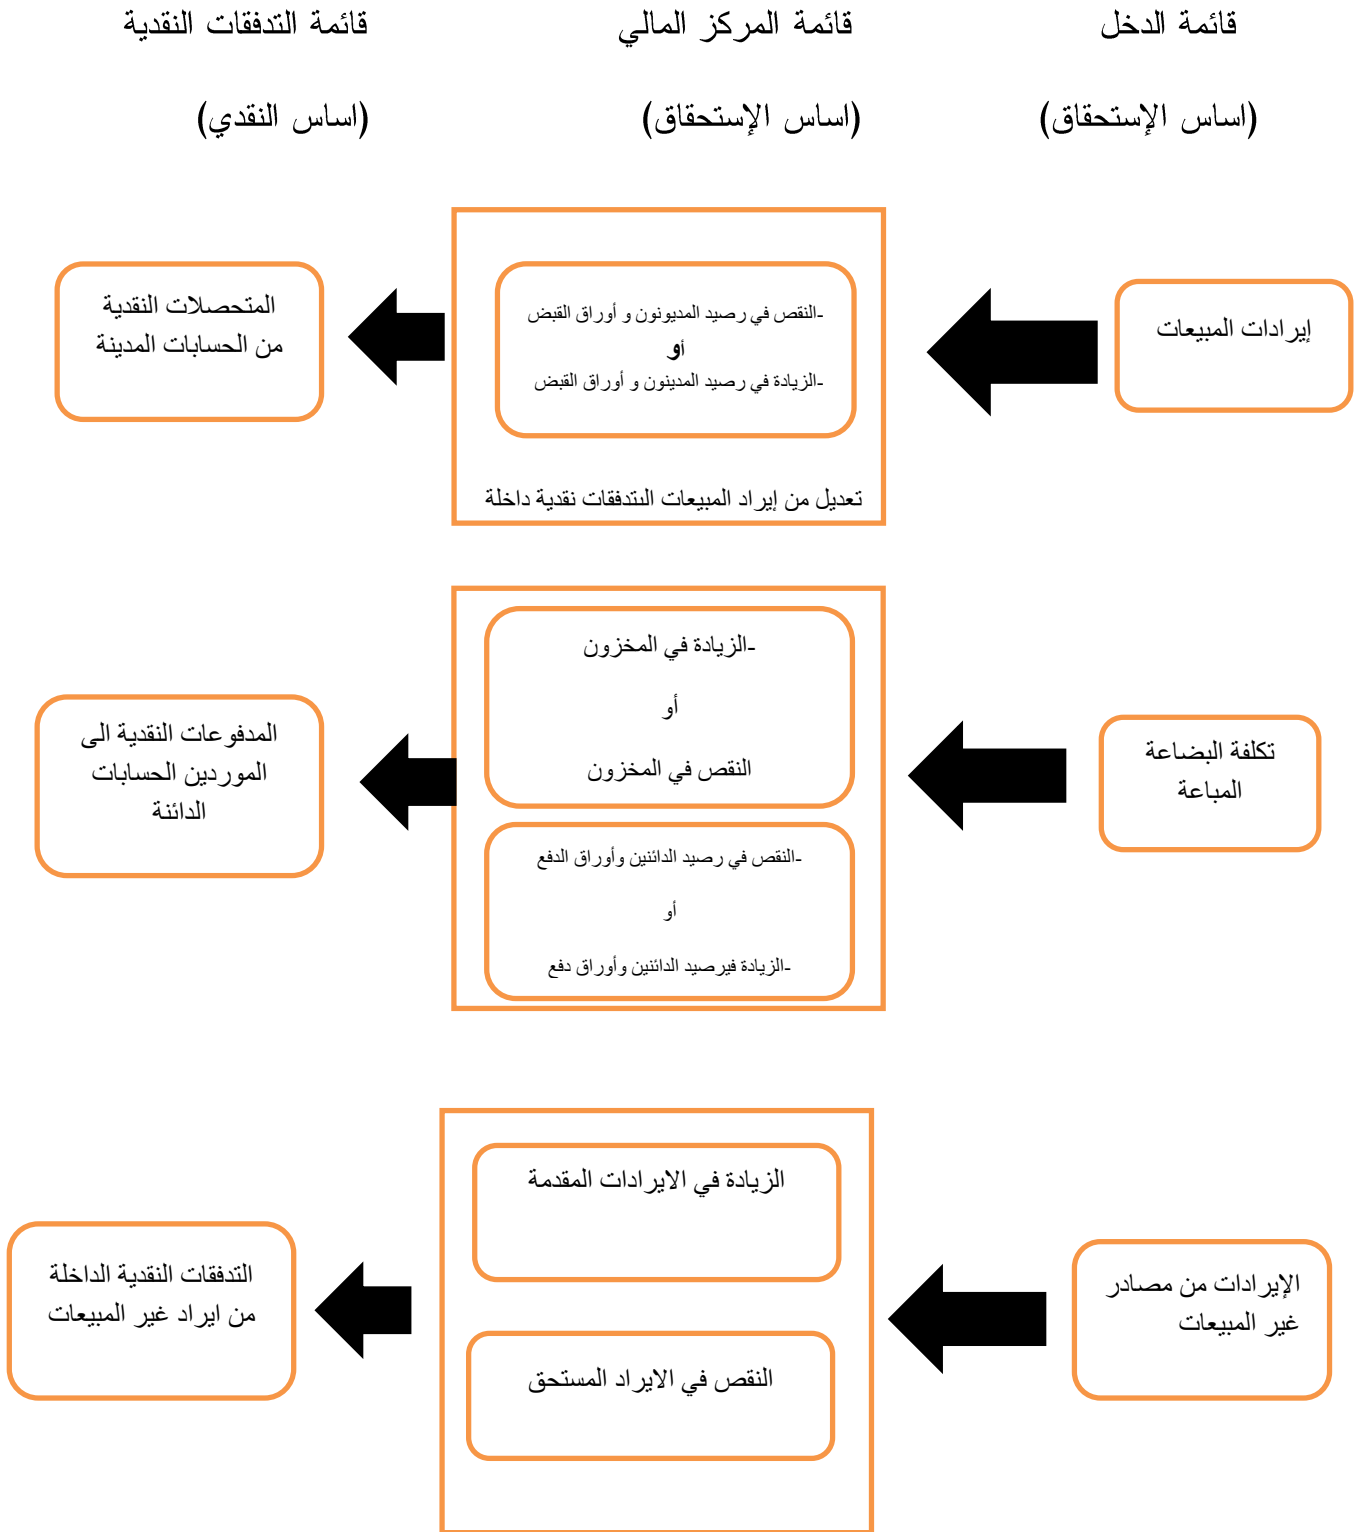 قائمة الدخل
قائمة المركز المالي
قائمة التدفقات النقدية
(اساس الإستحقاق)
(اساس الإستحقاق)
(اساس النقدي)
إيرادات المبيعات
-النقص في رصيد المديونون و أوراق القبض
أو
-الزيادة في رصيد المدينون و أوراق القبض
تعديل من إيراد المبيعات التدفقات نقدية داخلة
المتحصلات النقدية
من الحسابات المدينة
تكلفة البضاعة
المباعة
-الزيادة في المخزون
أو
النقص في المخزون
-النقص في رصيد الدائنين وأوراق الدفع
أو
-الزيادة فيرصيد الدائنين وأوراق دفع
المدفوعات النقدية الى
الموردين الحسابات
الدائنة
الإيرادات من مصادر
غير المبيعات
الزيادة في الايرادات المقدمة
النقص في الايراد المستحق
التدفقات النقدية الداخلة
من ايراد غير المبيعات